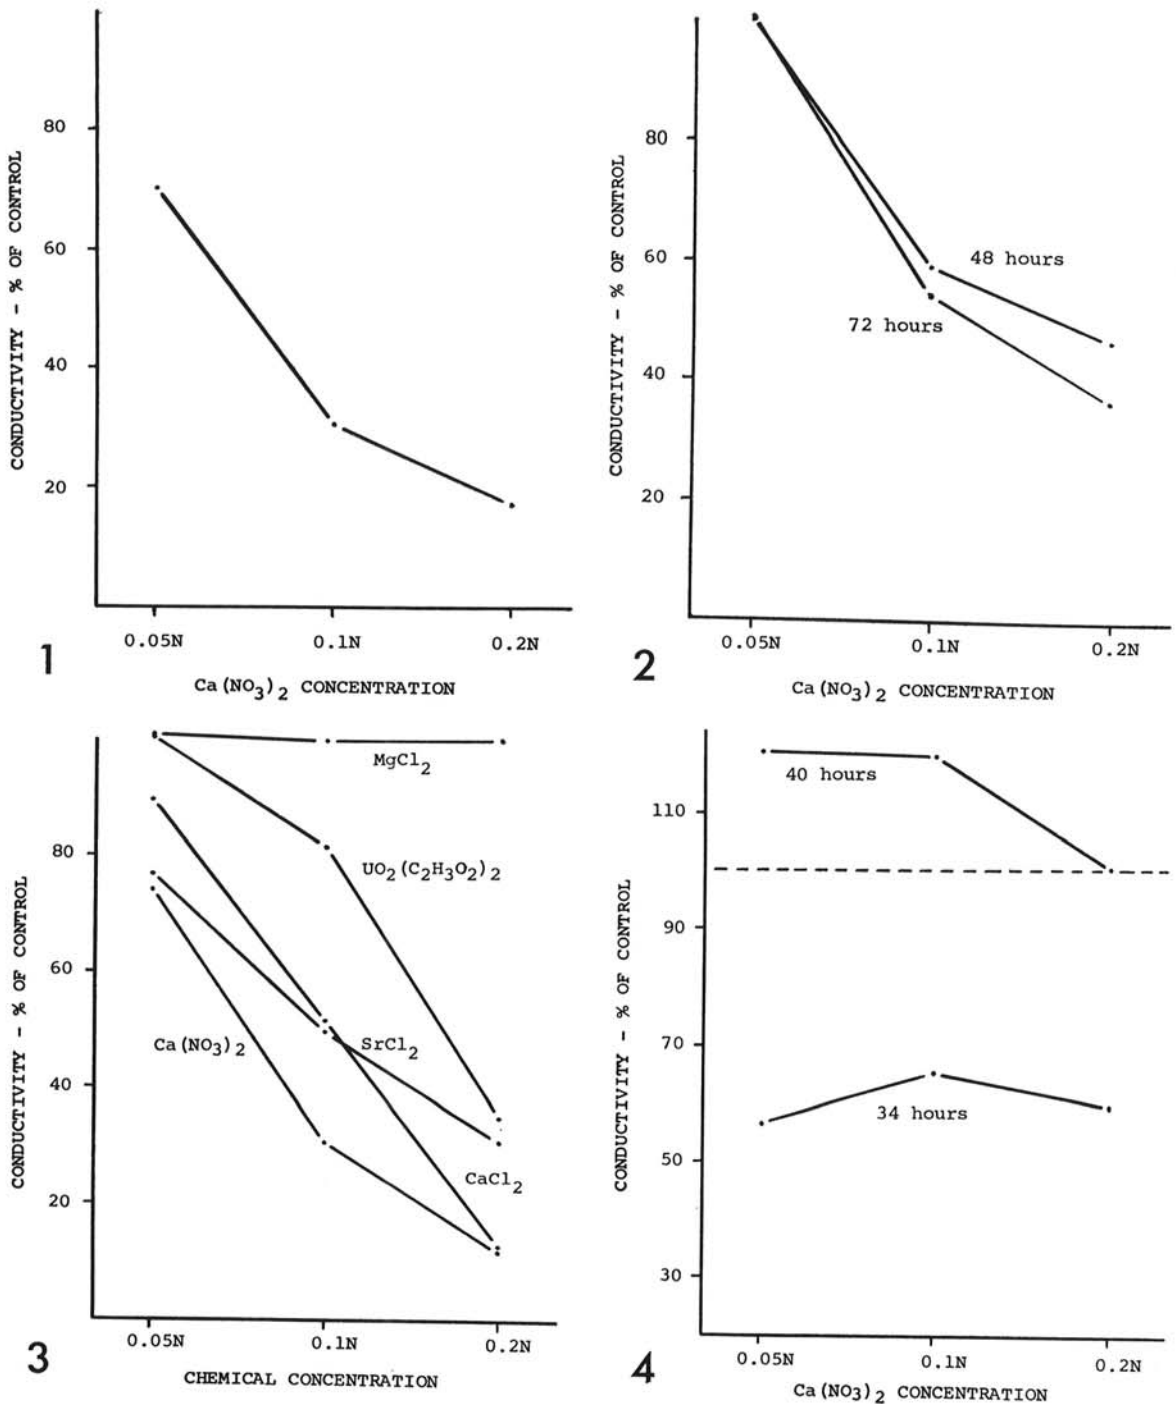 CONDUCTIVITY - % OF CONTROL
80
60
40
20
0.05N 0.1N 0.2N
Ca(NO3)2 CONCENTRATION
1
CONDUCTIVITY - % OF CONTROL
80
60
40
20
48 hours
72 hours
0.05N 0.1N 0.2N
Ca(NO3)2 CONCENTRATION
2
CONDUCTIVITY - % OF CONTROL
80
60
40
20
MgCl2
UO2(C2H3O2)2
Ca(NO3)2
SrCl2
CaCl2
0.05N 0.1N 0.2N
CHEMICAL CONCENTRATION
3
CONDUCTIVITY - % OF CONTROL
110
90
70
50
30
40 hours
34 hours
0.05N 0.1N 0.2N
Ca(NO3)2 CONCENTRATION
4